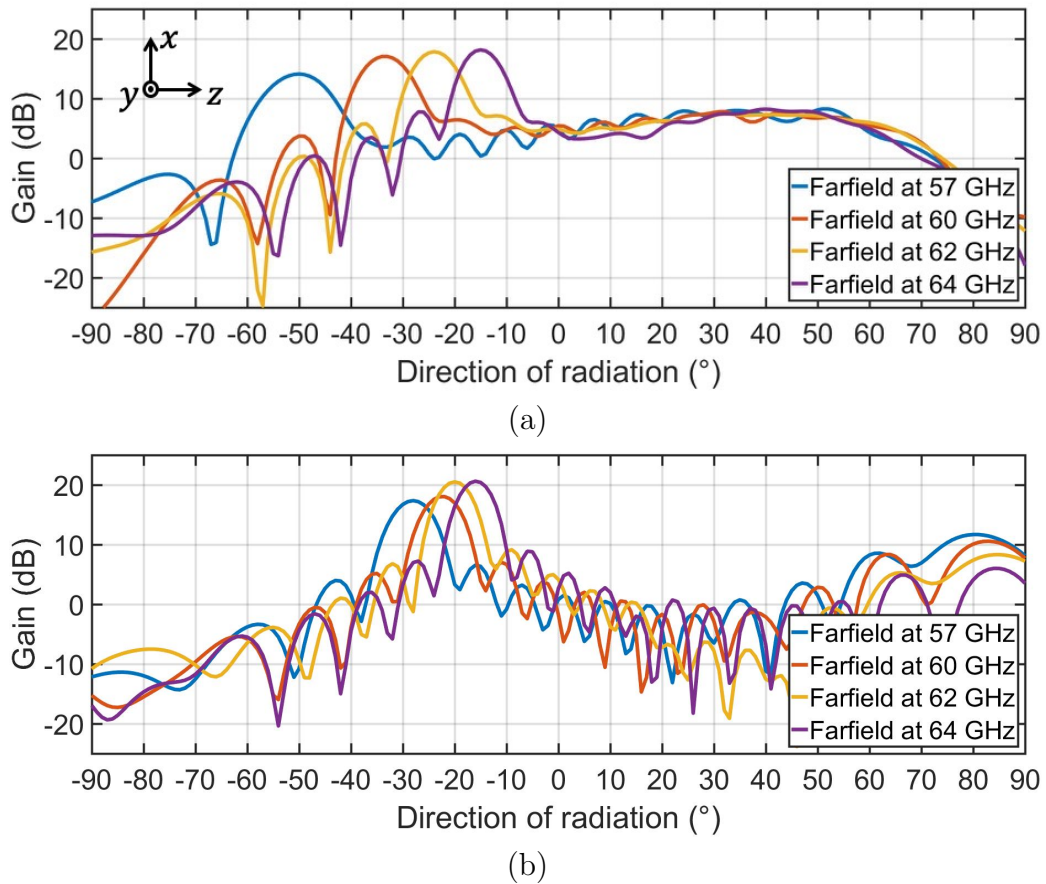 20
10
0
-10
-20
Gain (dB)
x
y
z
Farfield at 57 GHz
Farfield at 60 GHz
Farfield at 62 GHz
Farfield at 64 GHz
-90 -80 -70 -60 -50 -40 -30 -20 -10 0 10 20 30 40 50 60 70 80 90
Direction of radiation (°)
(a)
20
10
0
-10
-20
Gain (dB)
Farfield at 57 GHz
Farfield at 60 GHz
Farfield at 62 GHz
Farfield at 64 GHz
-90 -80 -70 -60 -50 -40 -30 -20 -10 0 10 20 30 40 50 60 70 80 90
Direction of radiation (°)
(b)